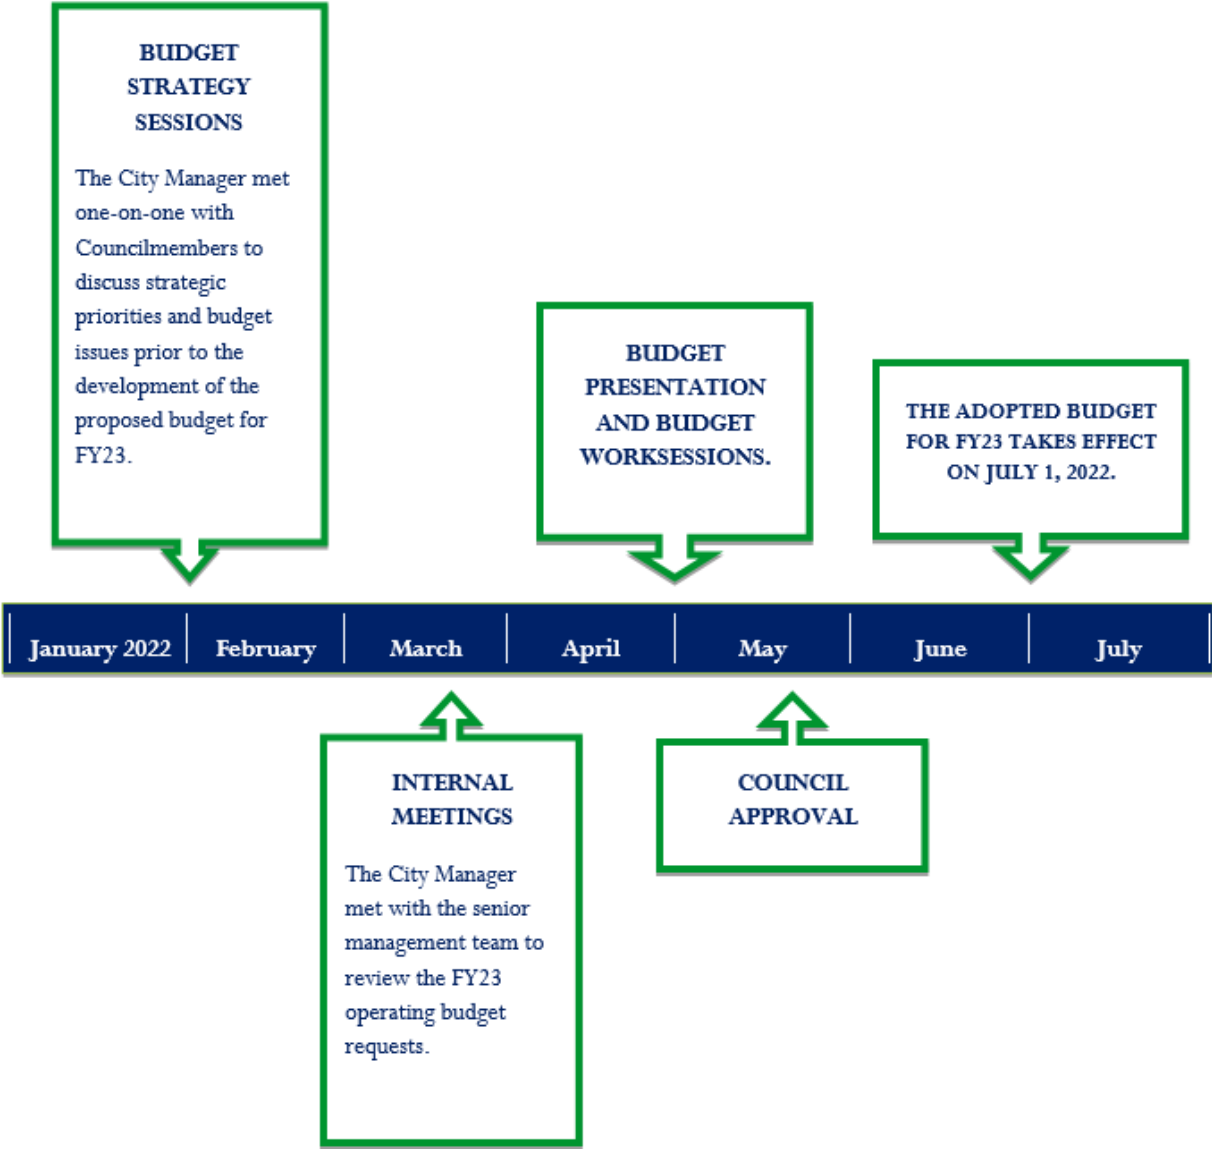 BUDGET
STRATEGY
SESSIONS
The City Manager met
one-on-one with
Councilmembers to
discuss strategic
priorities and budget
issues prior to the
development of the
proposed budget for
FY23.
BUDGET
PRESENTATION
AND BUDGET
WORKSESSIONS.
THE ADOPTED BUDGET
FOR FY23 TAKES EFFECT
ON JULY 1, 2022.
January 2022 February March April May June July
INTERNAL
MEETINGS
The City Manager
met with the senior
management team to
review the FY23
operating budget
requests.
COUNCIL
APPROVAL